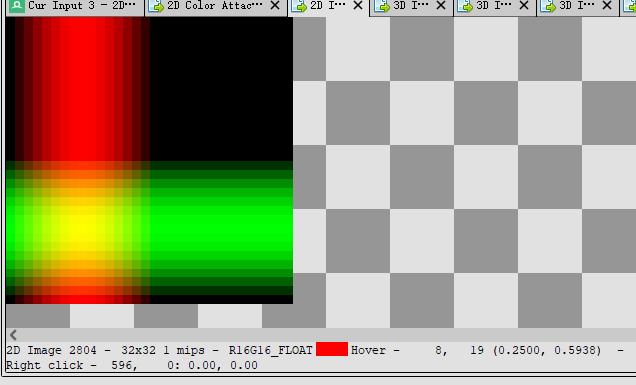 Cur Input 3 - 2D… 2D Color Attac… 2D I… 3D I… 3D I… 3D I…
2D Image 2804 - 32x32 1 mips - R16G16_FLOAT Hover - 8, 19 (0.2500, 0.5938) -
Right click - 596, 0: 0.00, 0.00